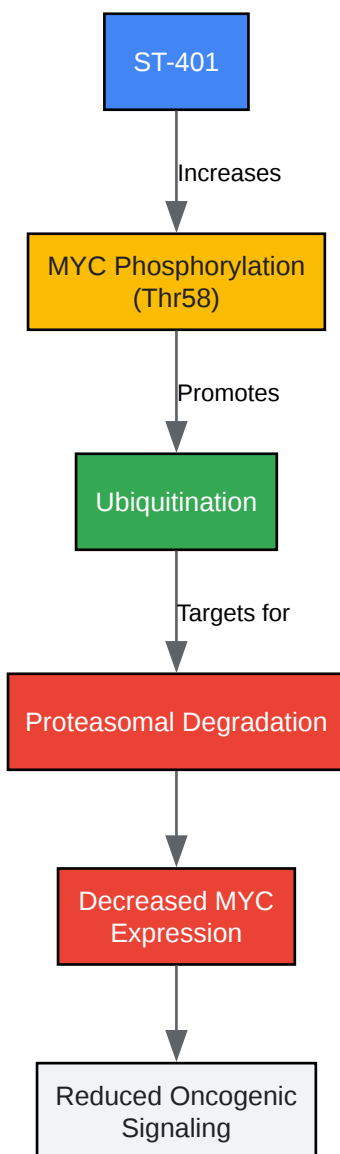 ST-401
Increases
MYC Phosphorylation
(Thr58)
Promotes
Ubiquitination
Targets for
Proteasomal Degradation
Decreased MYC
Expression
Reduced Oncogenic
Signaling